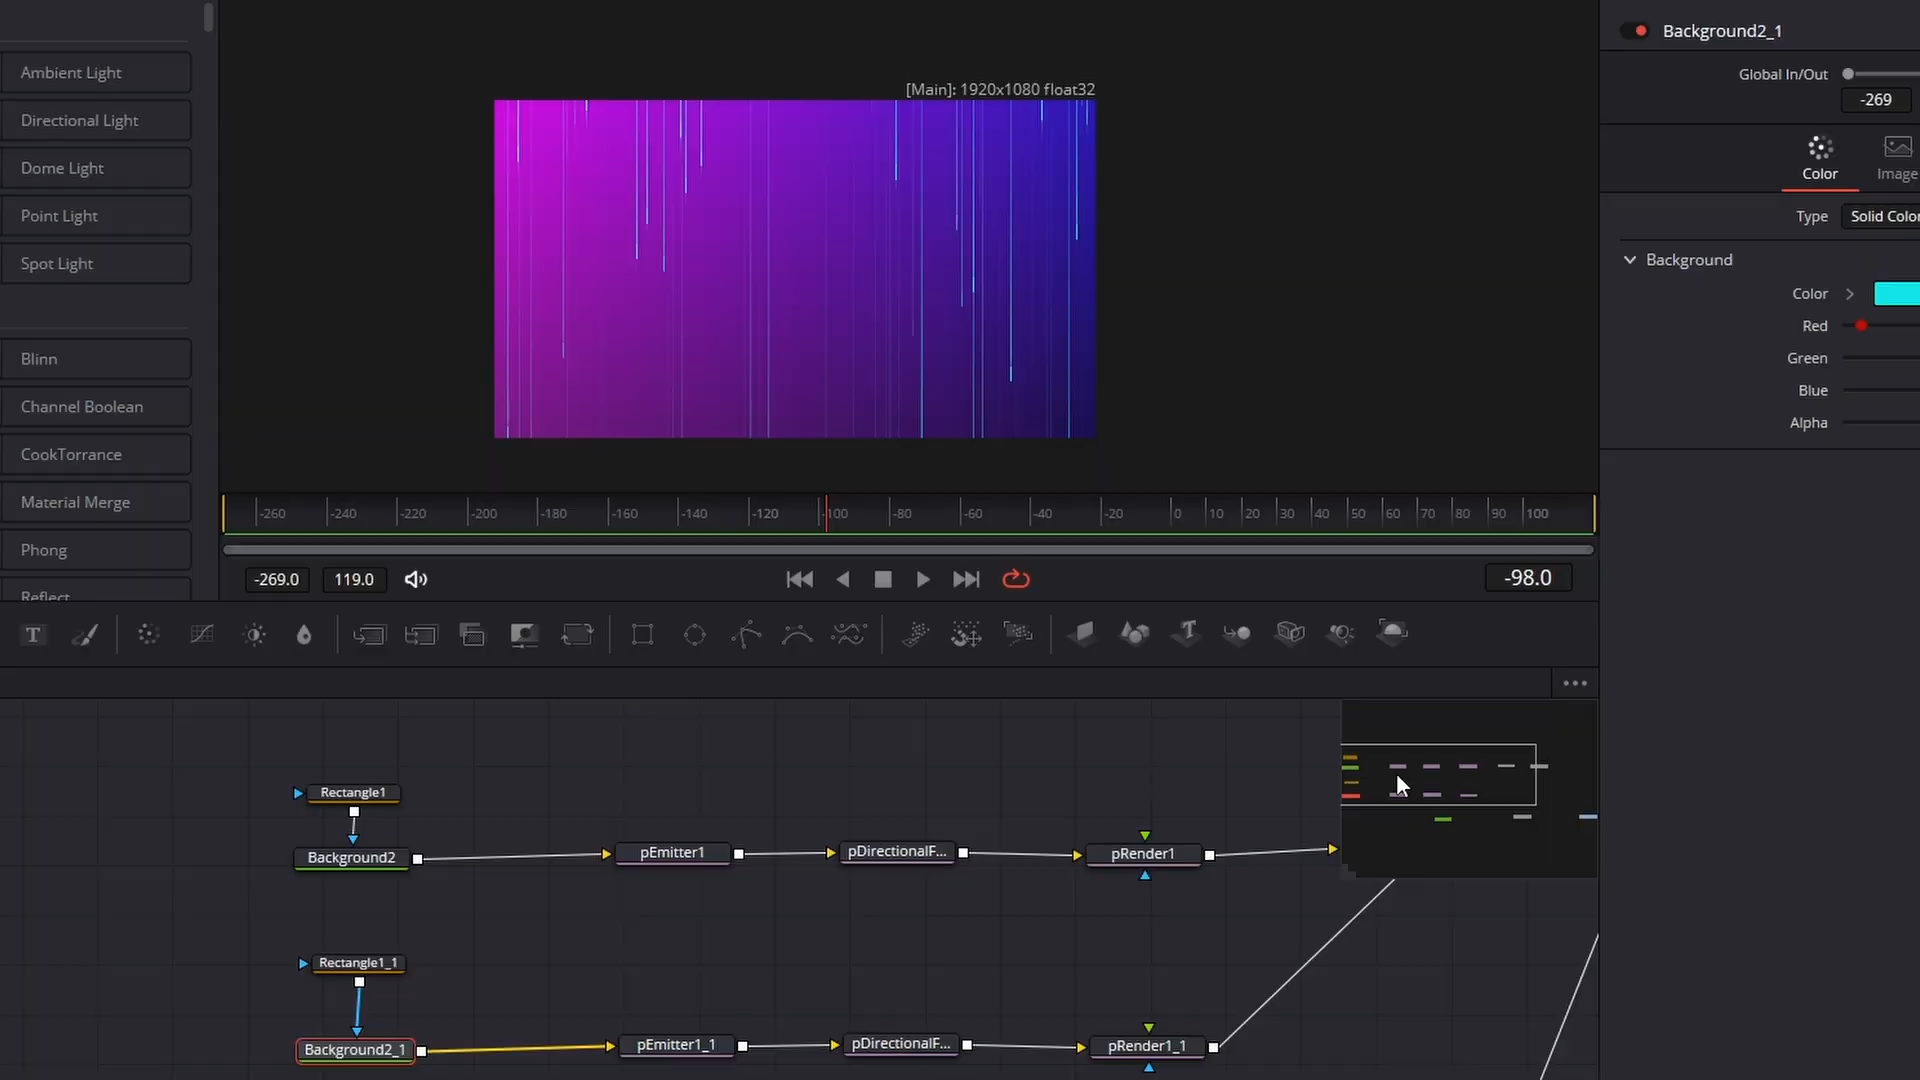 Ambient Light
Directional Light
Dome Light
Point Light
Spot Light
Blinn
Channel Boolean
CookTorrance
Material Merge
Phong
Reflect
[Main]: 1920x1080 float32
-260 -240 -220 -200 -180 -160 -140 -120 -100 -80 -60 -40 -20 0 10 20 30 40 50 60 70 80 90 100
-269.0 119.0 -98.0
T
T
Rectangle1
Background2 pEmitter1 pDirectionalF... pRender1
Rectangle1_1
Background2_1 pEmitter1_1 pDirectionalF... pRender1_1
Background2_1
Global In/Out
-269
Color Image
Type Solid Color
Background
Color
Red
Green
Blue
Alpha